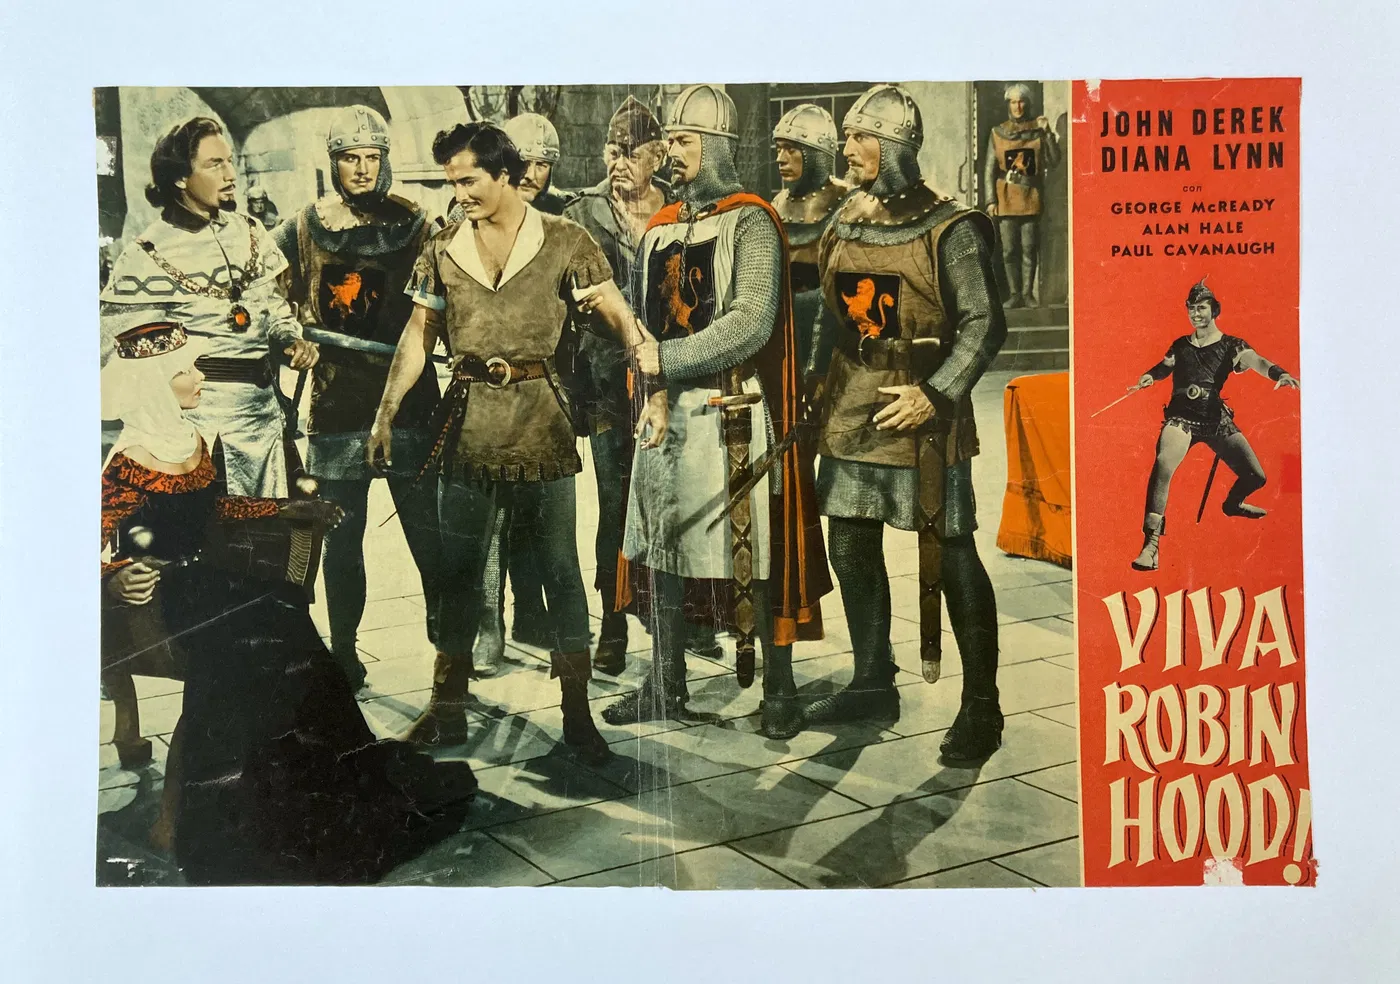 JOHN DEREK
DIANA LYNN
con
GEORGE McREADY
ALAN HALE
PAUL CAVANAUGH
VIVA
ROBIN
HOOD!